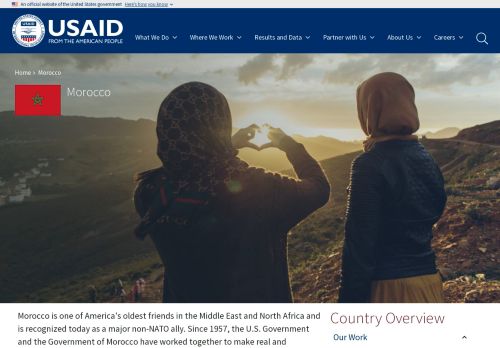 An official website of the United States government Here's how you know
USAID
FROM THE AMERICAN PEOPLE
What We Do Where We Work Results and Data Partner with Us About Us Careers
Home › Morocco
Morocco
Morocco is one of America's oldest friends in the Middle East and North Africa and
is recognized today as a major non-NATO ally. Since 1957, the U.S. Government
and the Government of Morocco have worked together to make real and
Country Overview
Our Work